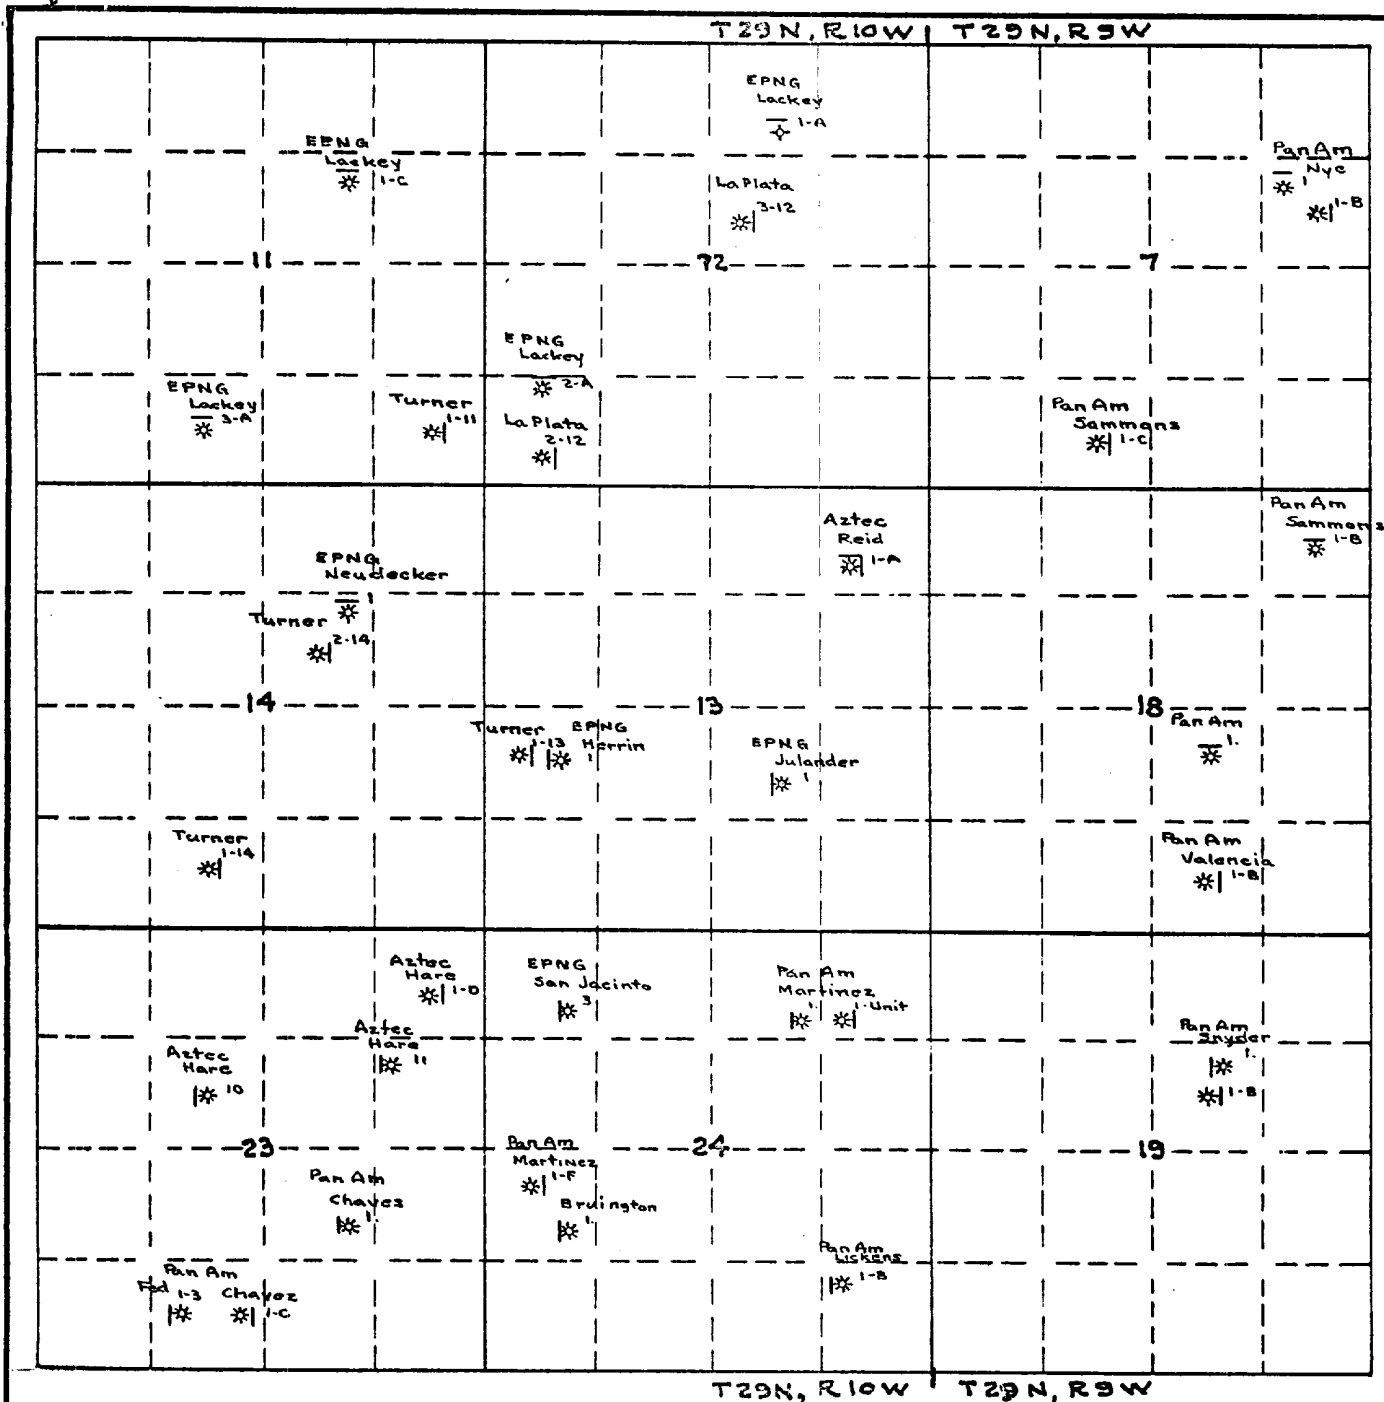 T29N, R10W T29N, R9W
EPNG
Lackey
1-A
EPNG
Lackey
1-C
Pan Am
Nye
1
1-B
La Plata
3-12
11
12
7
EPNG
Lackey
2-A
EPNG
Lackey
3-A
Turner
1-11
La Plata
2-12
Pan Am
Sammons
1-C
Pan Am
Sammons
1-B
Aztec
Reid
1-A
EPNG
Neudecker
1
Turner
2-14
14
13
18
Turner
1-13
EPNG
Herrin
1
EPNG
Julander
1
Pan Am
1.
Turner
1-14
Pan Am
Valencia
1-B
Aztec
Hare
1-D
EPNG
San Jacinto
3
Pan Am
Martinez
1. 1-Unit
Aztec
Hare
11
Pan Am
Snyder
1.
1-B
Aztec
Hare
10
23
24
19
Pan Am
Martinez
1-F
Pan Am
Chaves
1.
Bruington
1.
Pan Am
Lickens
1-B
Pan Am
Fed 1-3 Chavez
1-C
T29N, R10W T29N, R9W